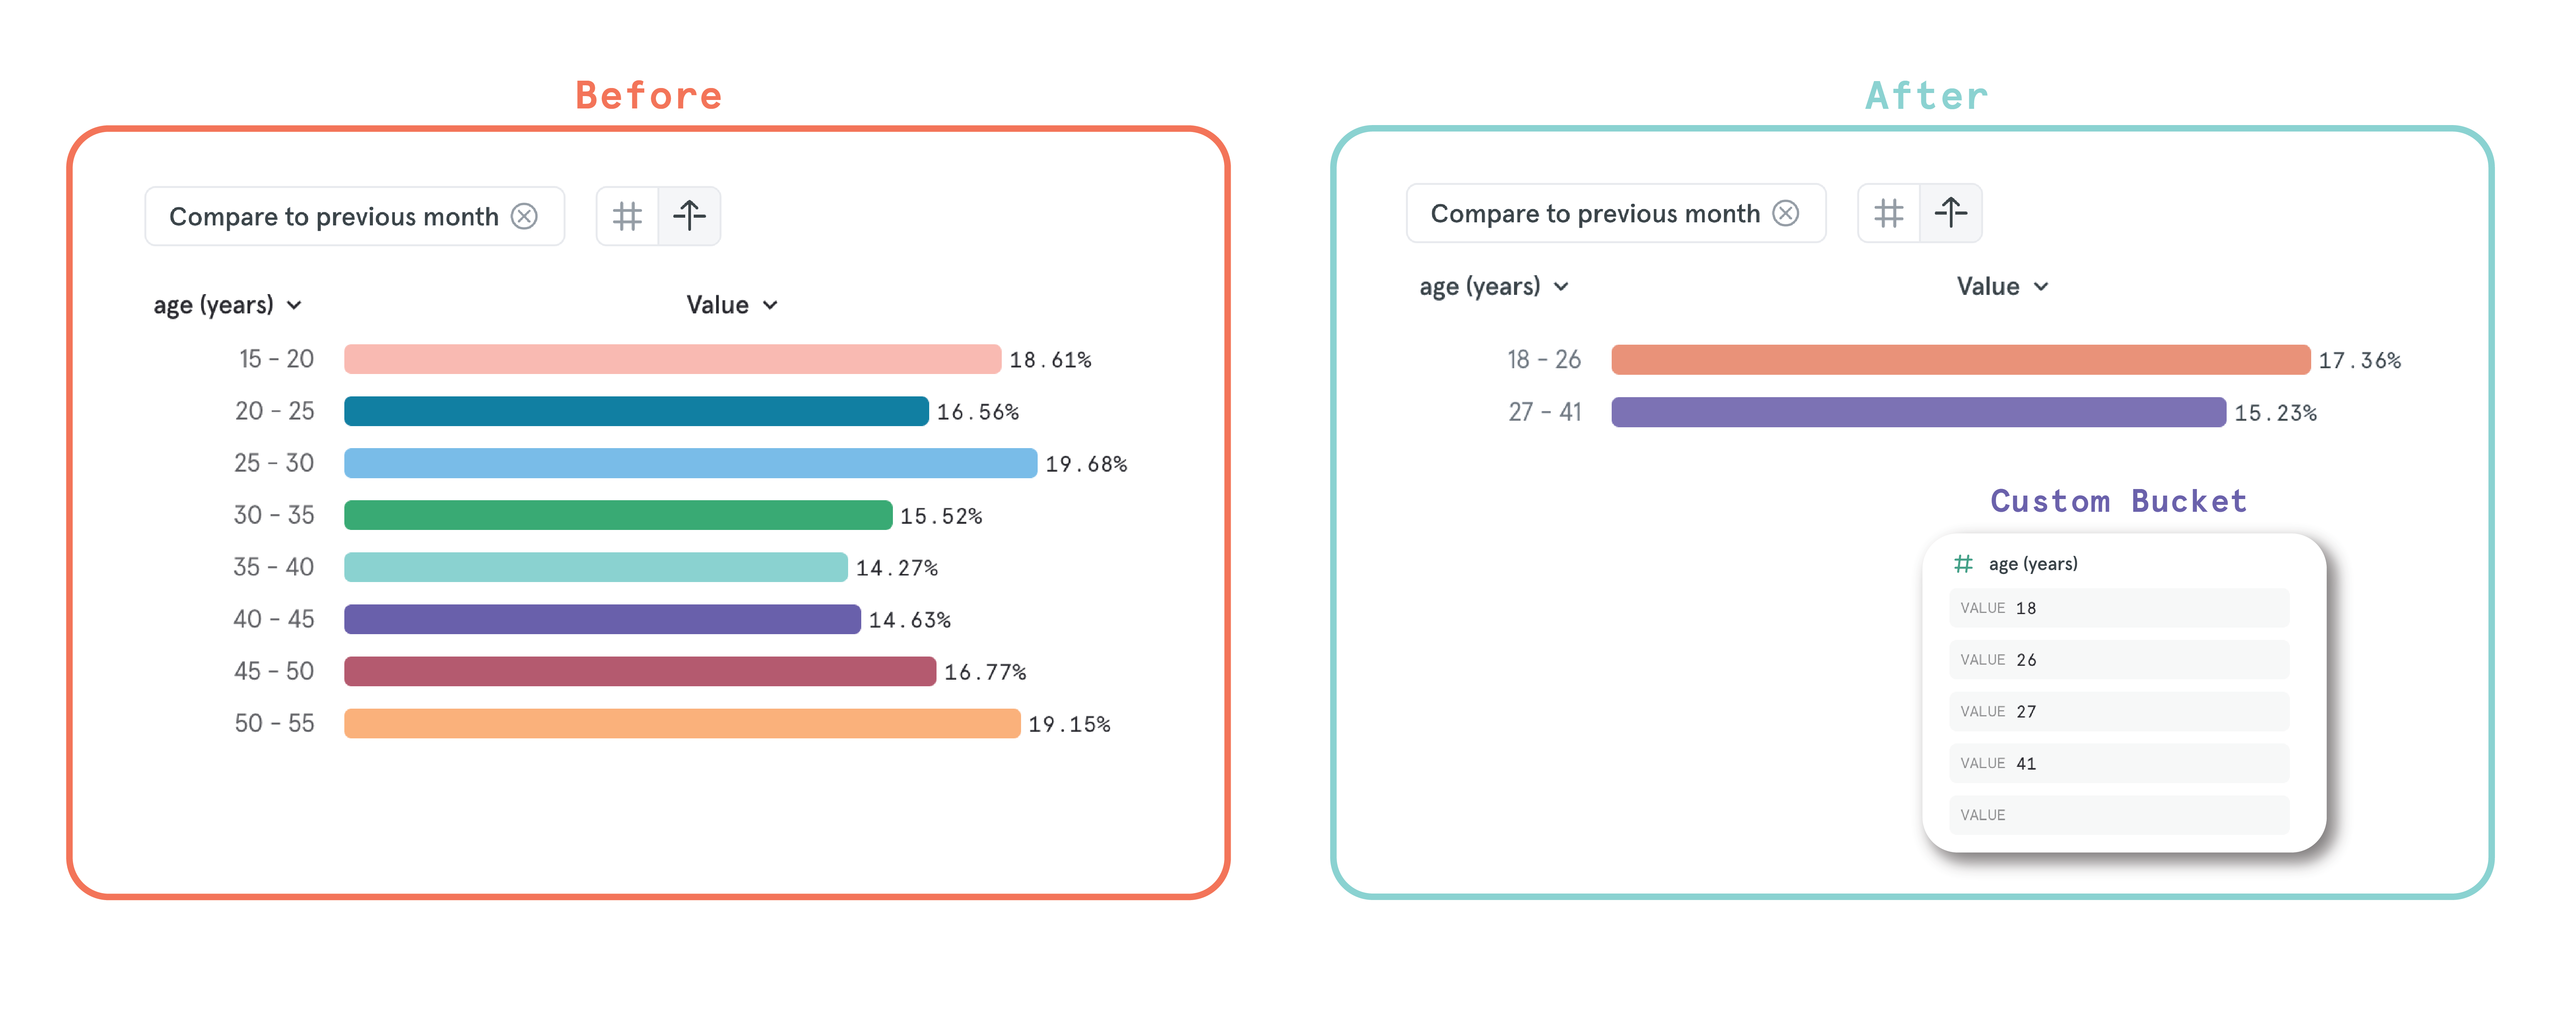 Before
Compare to previous month
age (years) Value
15 - 20 18.61%
20 - 25 16.56%
25 - 30 19.68%
30 - 35 15.52%
35 - 40 14.27%
40 - 45 14.63%
45 - 50 16.77%
50 - 55 19.15%
After
Compare to previous month
age (years) Value
18 - 26 17.36%
27 - 41 15.23%
Custom Bucket
# age (years)
VALUE 18
VALUE 26
VALUE 27
VALUE 41
VALUE